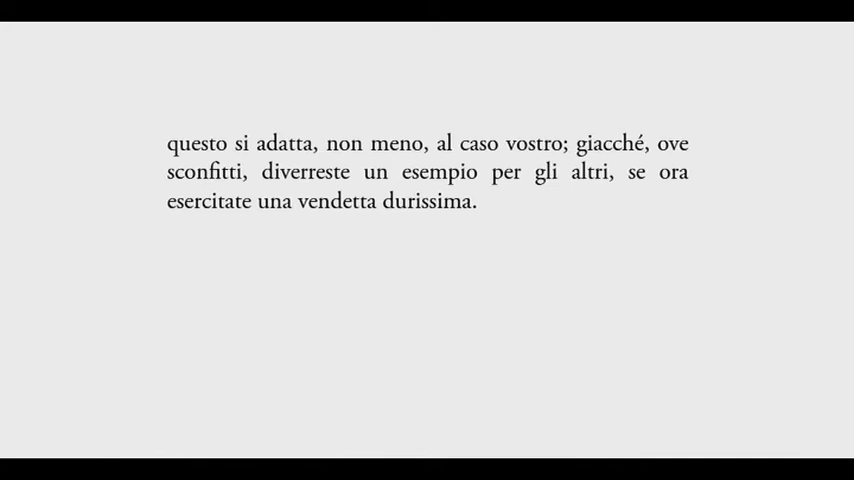 questo si adatta, non meno, al caso vostro; giacché, ove
sconfitti, diverreste un esempio per gli altri, se ora
esercitate una vendetta durissima.